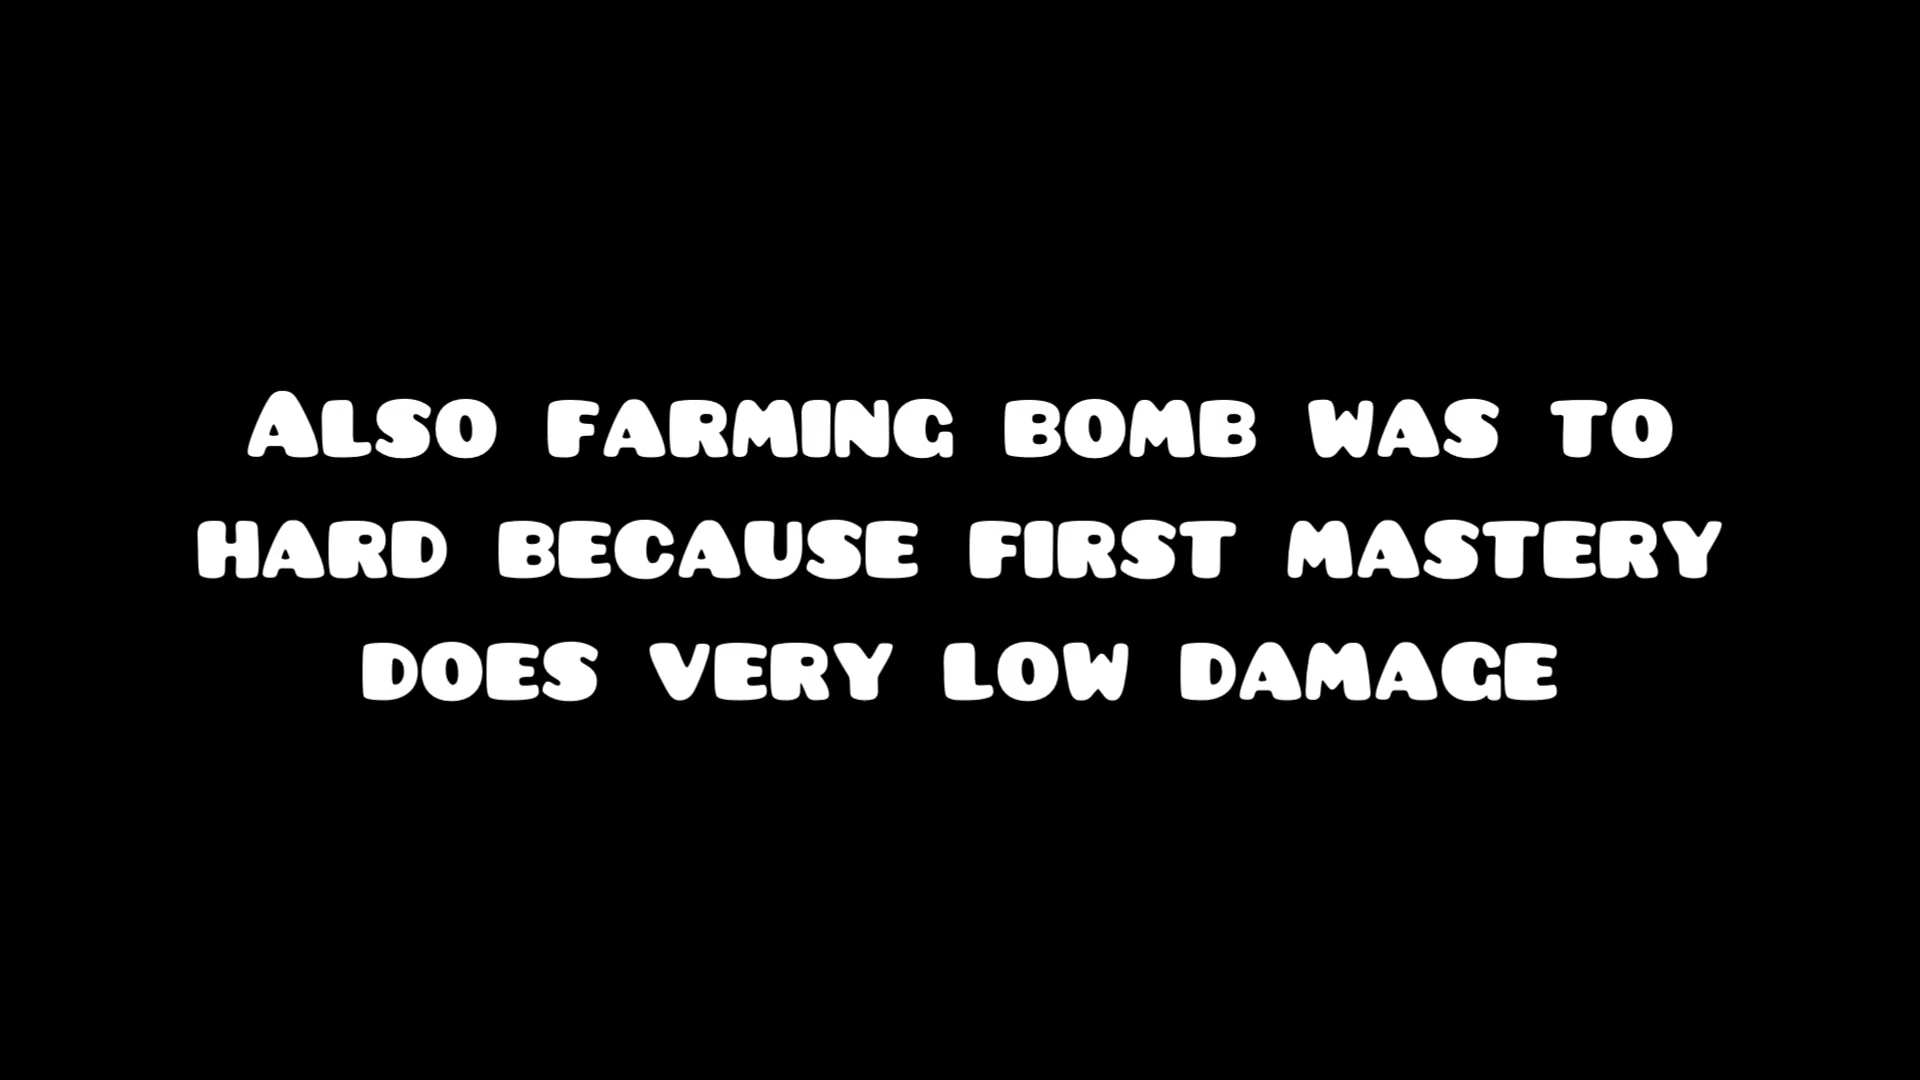 Also farming bomb was to
hard because first mastery
does very low damage